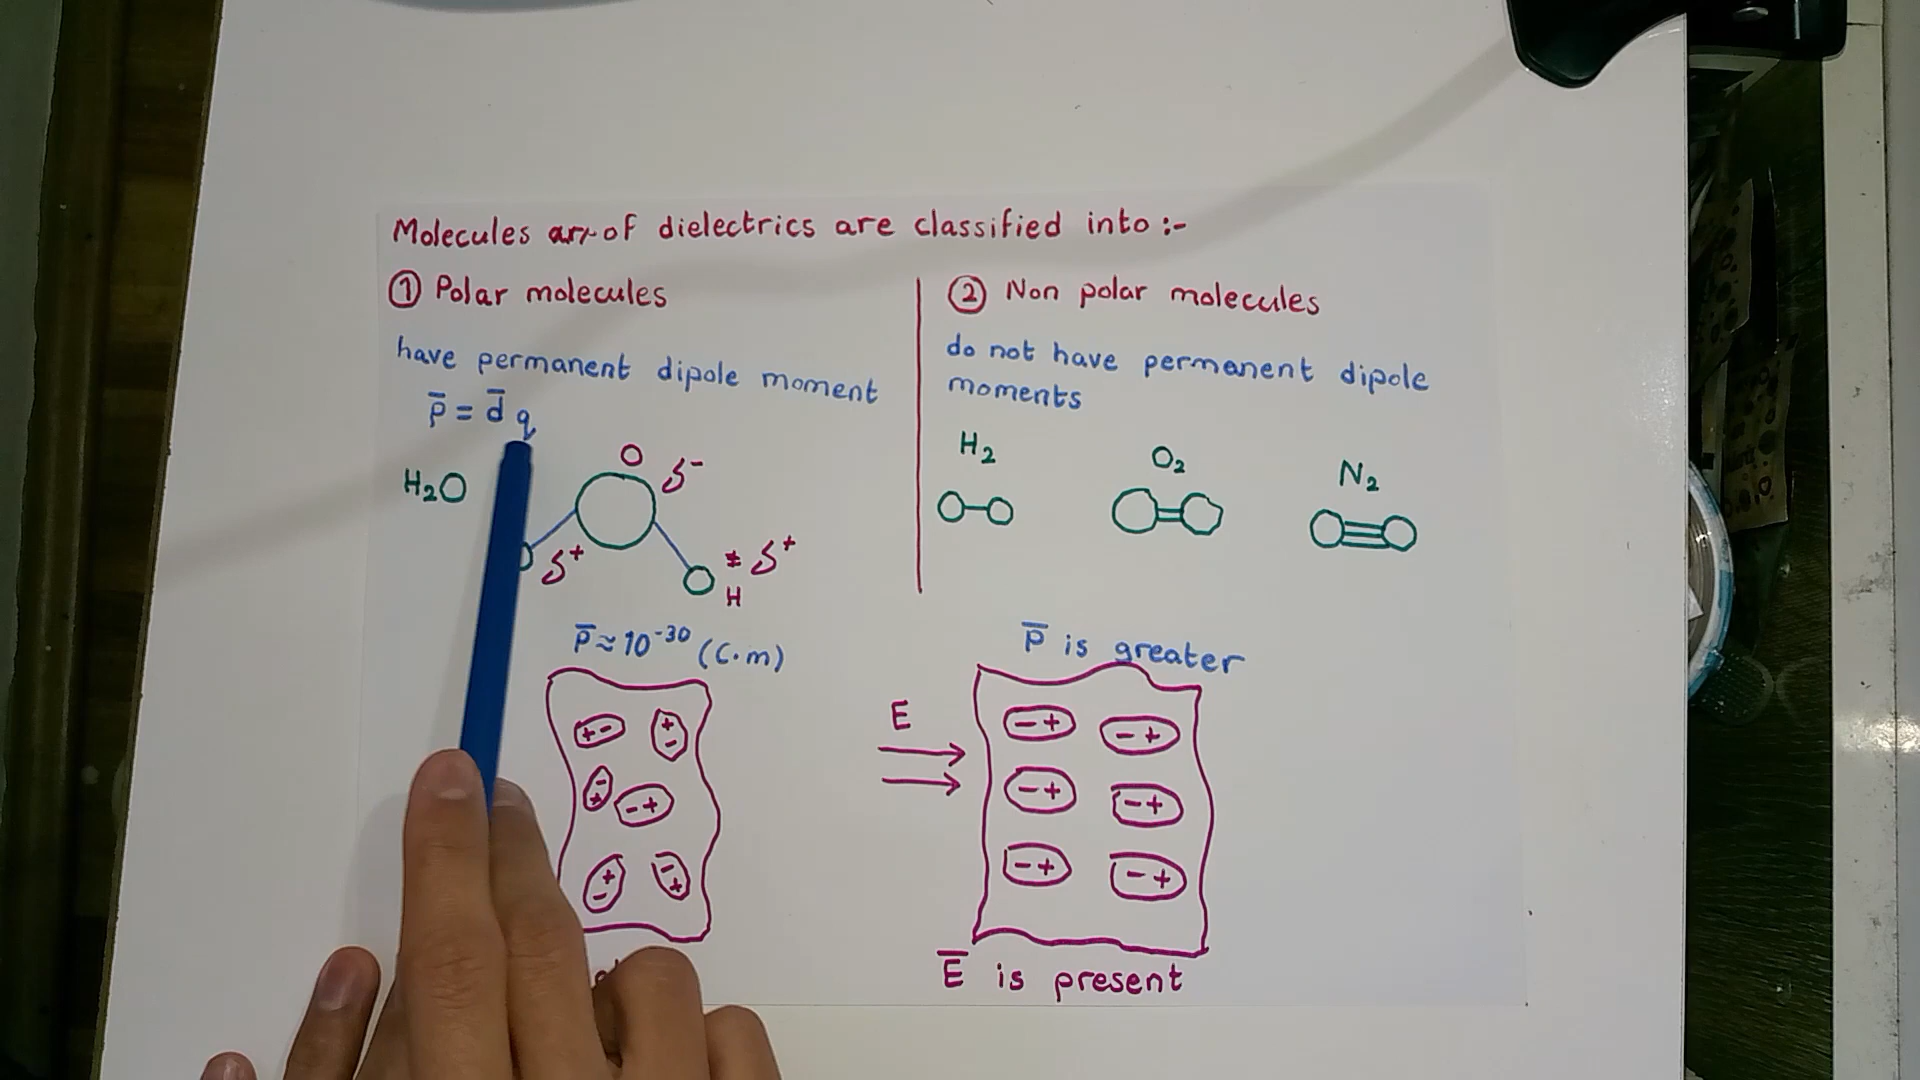 Molecules ar of dielectrics are classified into :-
① Polar molecules
have permanent dipole moment
p̄ = d̄ q
H₂O
O δ⁻
δ⁺
± δ⁺
H
p̄ ≈ 10⁻³⁰ (C·m)
+ -
+
-
-
+
- +
+
-
-
+
② Non polar molecules
do not have permanent dipole
moments
H₂ O₂ N₂
p̄ is greater
E
- + - +
- + - +
- + - +
Ē is present